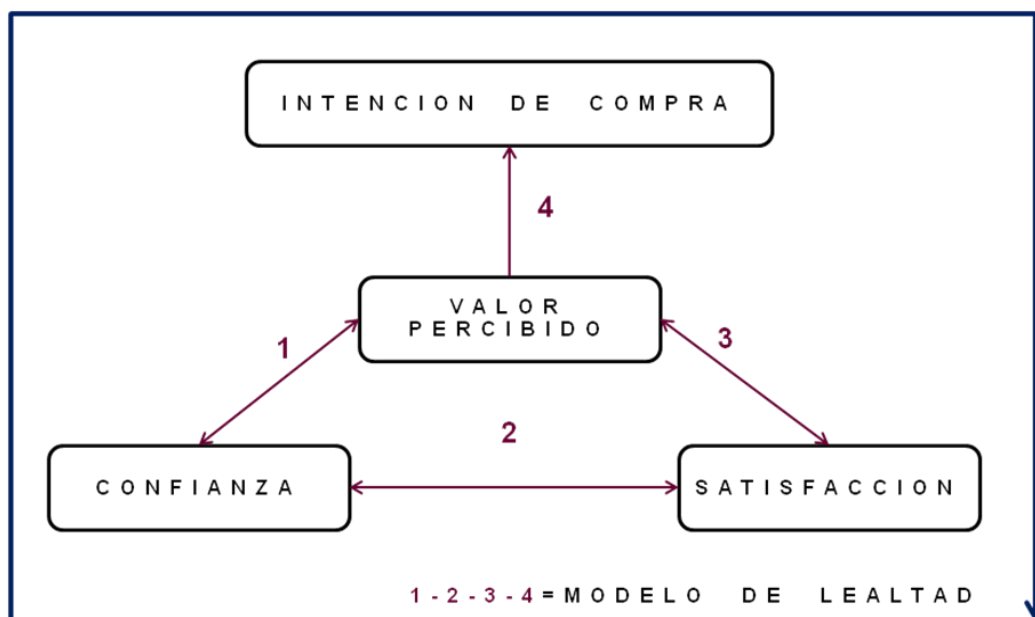 INTENCION DE COMPRA
4
VALOR
PERCIBIDO
1
3
2
CONFIANZA
SATISFACCION
1-2-3-4=MODELO DE LEALTAD